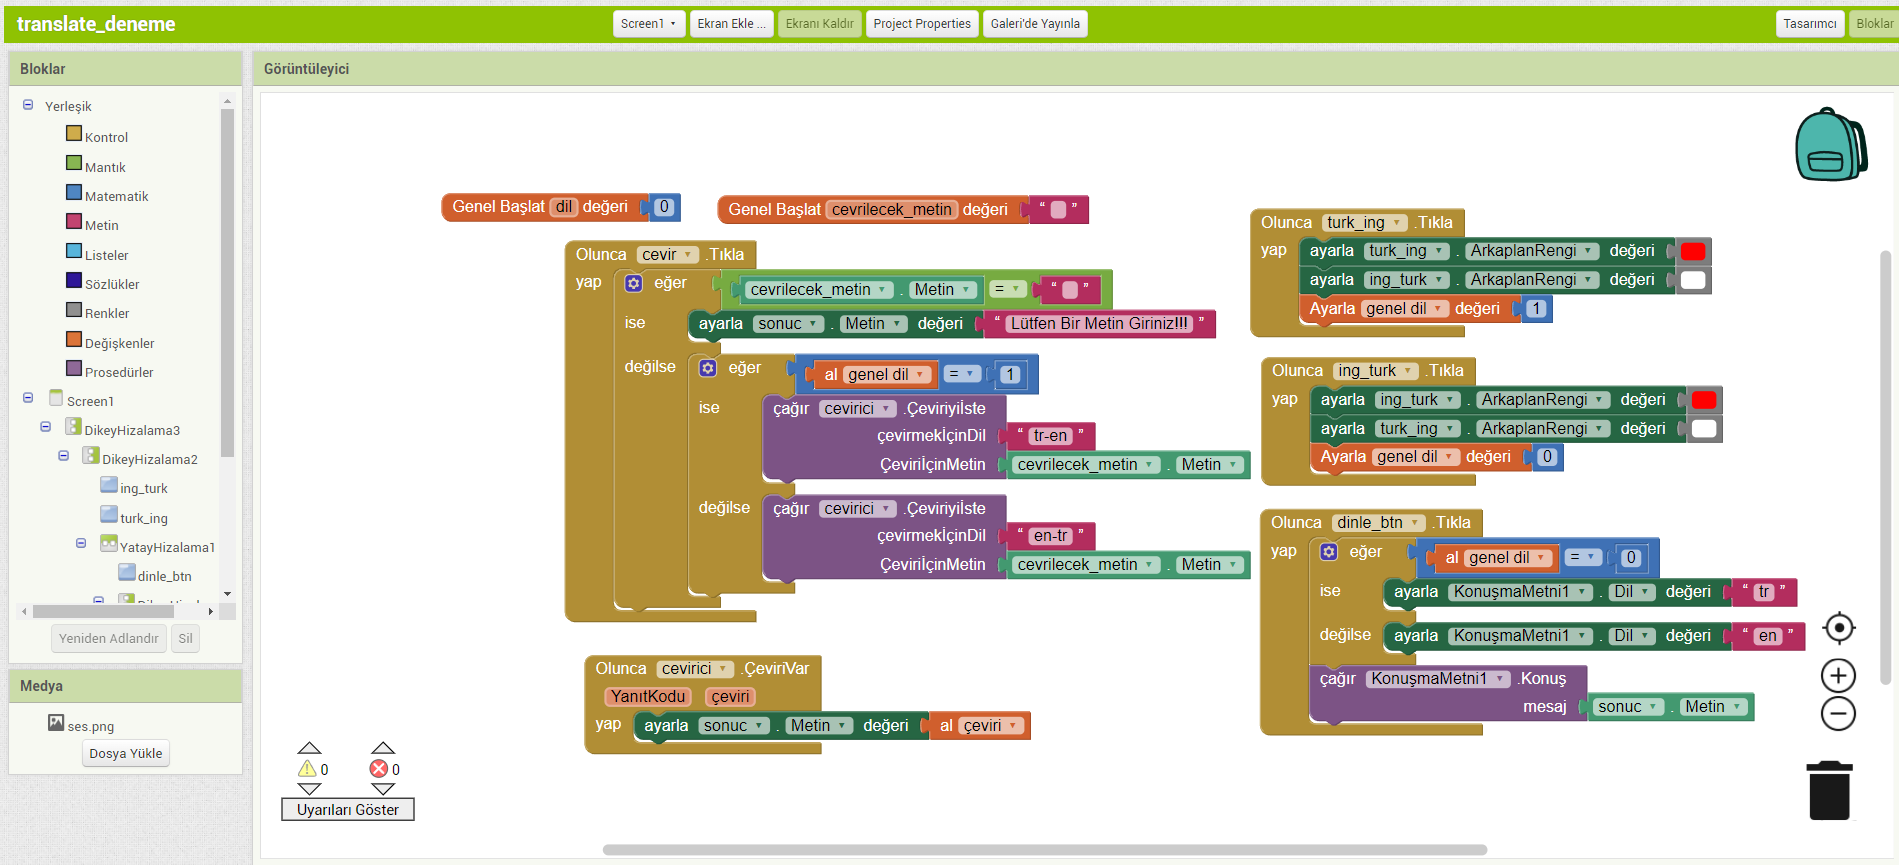 translate_deneme
Screen1
Ekran Ekle ...
Ekranı Kaldır
Project Properties
Galeri'de Yayınla
Tasarımcı
Bloklar
Bloklar
Yerleşik
Kontrol
Mantık
Matematik
Metin
Listeler
Sözlükler
Renkler
Değişkenler
Prosedürler
Screen1
DikeyHizalama3
DikeyHizalama2
ing_turk
turk_ing
YatayHizalama1
dinle_btn
Yeniden Adlandır
Sil
Medya
ses.png
Dosya Yükle
Görüntüleyici
Genel Başlat dil değeri 0
Genel Başlat cevrilecek_metin değeri “ ”
Olunca cevir .Tıkla
yap eğer cevrilecek_metin . Metin = “ ”
ise ayarla sonuc . Metin değeri “ Lütfen Bir Metin Giriniz!!! ”
değilse eğer al genel dil = 1
ise çağır cevirici .Çeviriyiİste
çevirmekİçinDil “ tr-en ”
ÇeviriİçinMetin cevrilecek_metin . Metin
değilse çağır cevirici .Çeviriyiİste
çevirmekİçinDil “ en-tr ”
ÇeviriİçinMetin cevrilecek_metin . Metin
Olunca cevirici .ÇeviriVar
YanıtKodu çeviri
yap ayarla sonuc . Metin değeri al çeviri
Olunca turk_ing .Tıkla
yap ayarla turk_ing . ArkaplanRengi değeri
ayarla ing_turk . ArkaplanRengi değeri
Ayarla genel dil değeri 1
Olunca ing_turk .Tıkla
yap ayarla ing_turk . ArkaplanRengi değeri
ayarla turk_ing . ArkaplanRengi değeri
Ayarla genel dil değeri 0
Olunca dinle_btn .Tıkla
yap eğer al genel dil = 0
ise ayarla KonuşmaMetni1 . Dil değeri “ tr ”
değilse ayarla KonuşmaMetni1 . Dil değeri “ en ”
çağır KonuşmaMetni1 .Konuş
mesaj sonuc . Metin
0 0
Uyarıları Göster